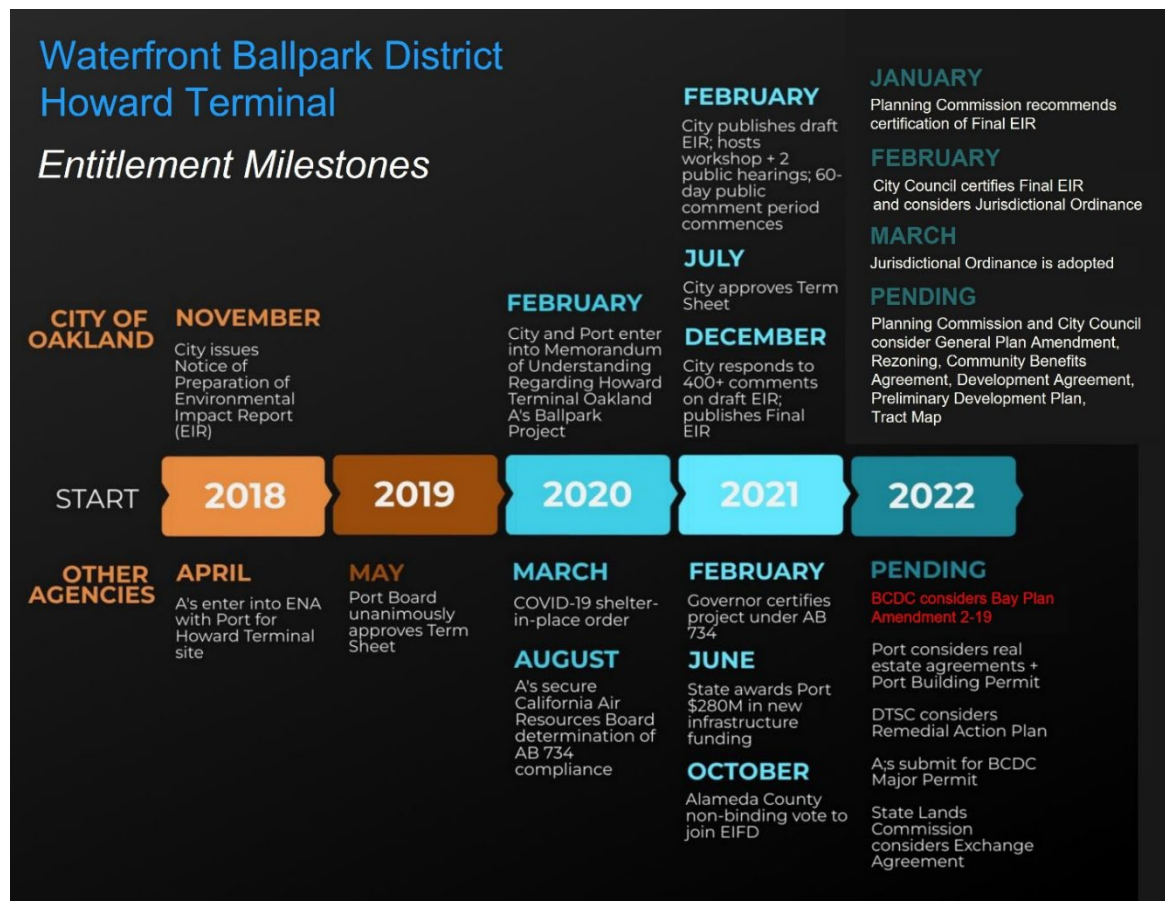 Waterfront Ballpark District
Howard Terminal
Entitlement Milestones
CITY OF
OAKLAND
NOVEMBER
City issues
Notice of
Preparation of
Environmental
Impact Report
(EIR)
FEBRUARY
City and Port enter
into Memorandum
of Understanding
Regarding Howard
Terminal Oakland
A's Ballpark
Project
FEBRUARY
City publishes draft
EIR; hosts
workshop + 2
public hearings; 60-
day public
comment period
commences
JULY
City approves Term
Sheet
DECEMBER
City responds to
400+ comments
on draft EIR;
publishes Final
EIR
JANUARY
Planning Commission recommends
certification of Final EIR
FEBRUARY
City Council certifies Final EIR
and considers Jurisdictional Ordinance
MARCH
Jurisdictional Ordinance is adopted
PENDING
Planning Commission and City Council
consider General Plan Amendment,
Rezoning, Community Benefits
Agreement, Development Agreement,
Preliminary Development Plan,
Tract Map
START
2018
2019
2020
2021
2022
OTHER
AGENCIES
APRIL
A's enter into ENA
with Port for
Howard Terminal
site
MAY
Port Board
unanimously
approves Term
Sheet
MARCH
COVID-19 shelter-
in-place order
AUGUST
A's secure
California Air
Resources Board
determination of
AB 734
compliance
FEBRUARY
Governor certifies
project under AB
734
JUNE
State awards Port
$280M in new
infrastructure
funding
OCTOBER
Alameda County
non-binding vote to
join EIFD
PENDING
BCDC considers Bay Plan
Amendment 2-19
Port considers real
estate agreements +
Port Building Permit
DTSC considers
Remedial Action Plan
A;s submit for BCDC
Major Permit
State Lands
Commission
considers Exchange
Agreement